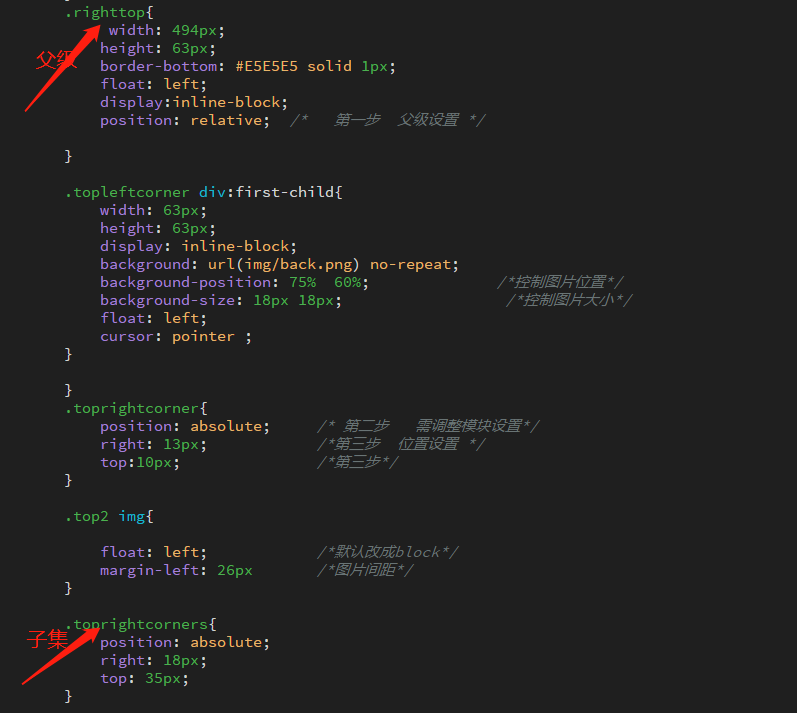 .righttop{
width: 494px;
height: 63px;
父级
border-bottom: #E5E5E5 solid 1px;
float: left;
display:inline-block;
position: relative; /* 第一步 父级设置 */
}
.topleftcorner div:first-child{
width: 63px;
height: 63px;
display: inline-block;
background: url(img/back.png) no-repeat;
background-position: 75% 60%; /*控制图片位置*/
background-size: 18px 18px; /*控制图片大小*/
float: left;
cursor: pointer ;
}
}
.toprightcorner{
position: absolute; /* 第二步 需调整模块设置*/
right: 13px; /*第三步 位置设置 */
top:10px; /*第三步*/
}
.top2 img{
float: left; /*默认改成block*/
margin-left: 26px /*图片间距*/
}
.toprightcorners{
子集
position: absolute;
right: 18px;
top: 35px;
}